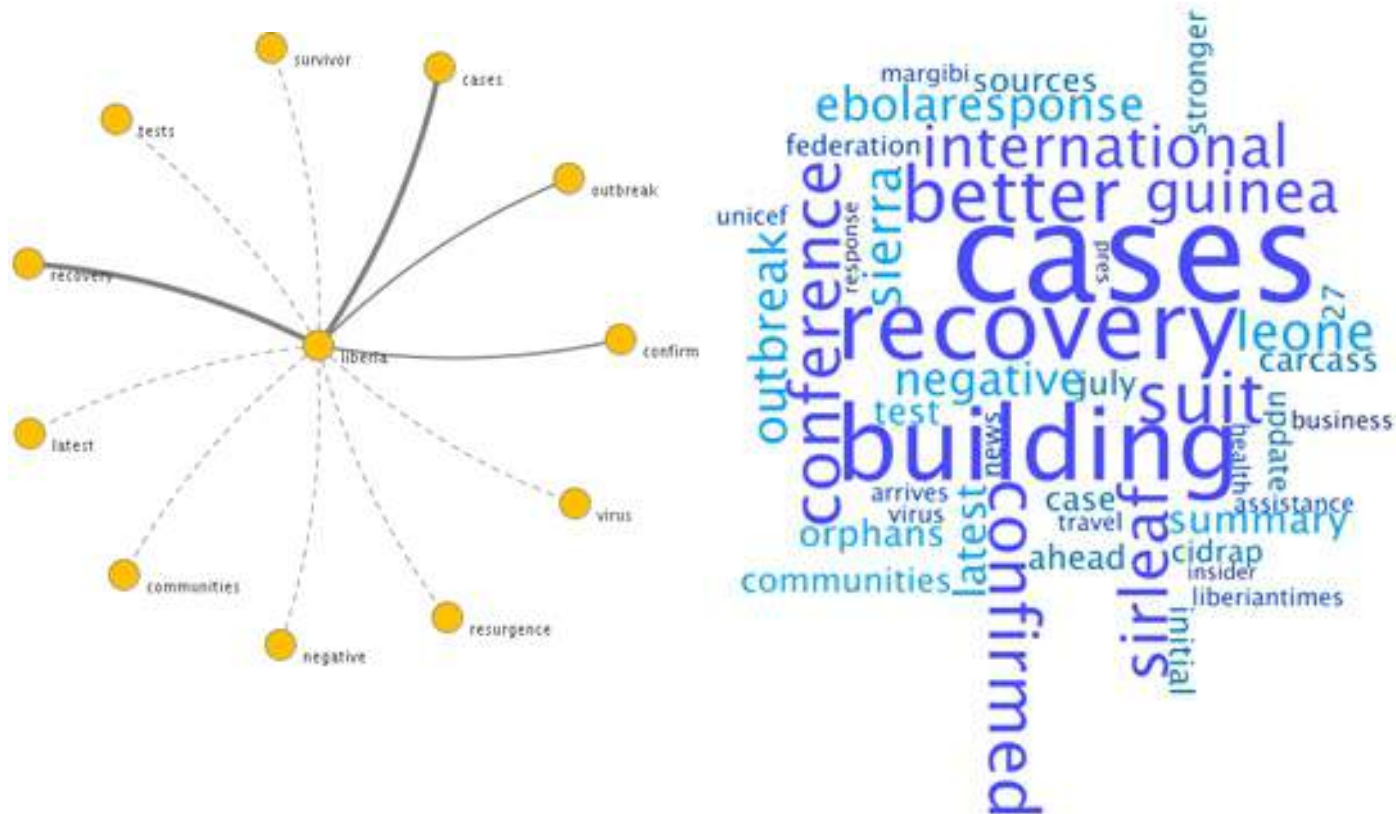 survivor
cases
tests
outbreak
recovery
liberia
confirm
latest
virus
communities
resurgence
negative
stronger
margibi
sources
ebolaresponse
federation
international
conference
sierra
better
guinea
unicef
response
outbreak
cases
pres
recovery
27
leone
carcass
negative
july
suit
test
building
news
update
business
health
arrives
case
assistance
virus
travel
summary
orphans
latest
confirmed
ahead
sirleaf
cidrap
communities
insider
liberiantimes
initial